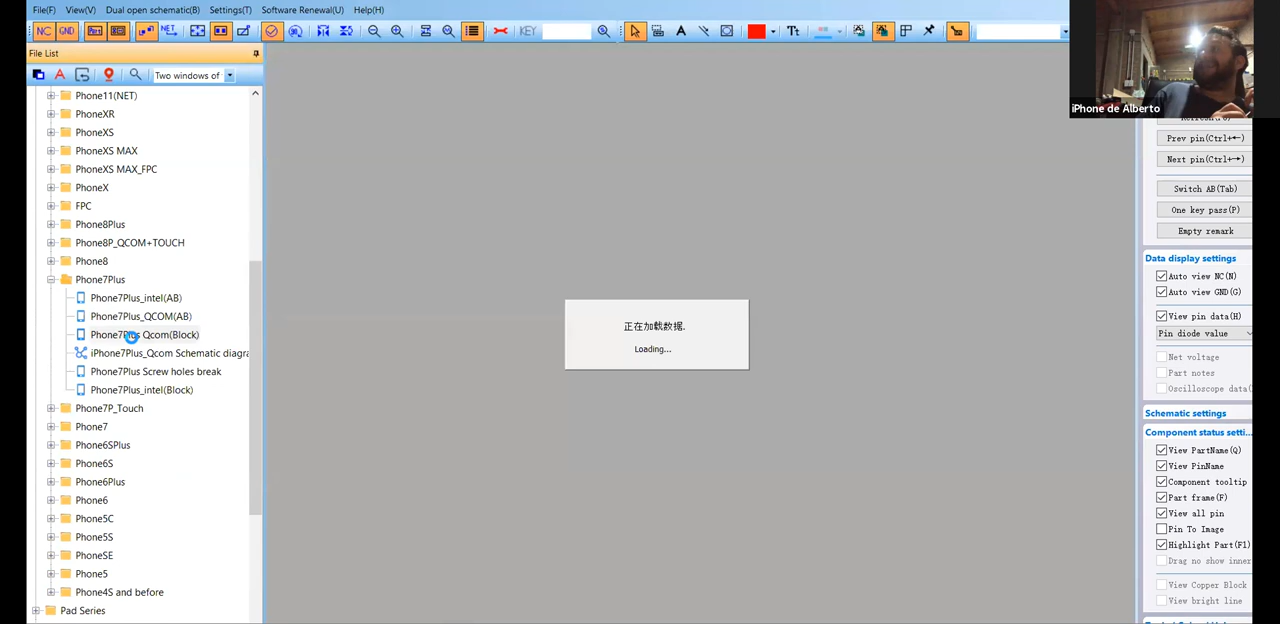 File(F) View(V) Dual open schematic(B) Settings(T) Software Renewal(U) Help(H)
NC GND NET KEY A Tt
File List
A Two windows of
Phone11(NET)
PhoneXR
PhoneXS
PhoneXS MAX
PhoneXS MAX_FPC
PhoneX
FPC
Phone8Plus
Phone8P_QCOM+TOUCH
Phone8
Phone7Plus
Phone7Plus_intel(AB)
Phone7Plus_QCOM(AB)
Phone7Plus Qcom(Block)
iPhone7Plus_Qcom Schematic diagra
Phone7Plus Screw holes break
Phone7Plus_intel(Block)
Phone7P_Touch
Phone7
Phone6SPlus
Phone6S
Phone6Plus
Phone6
Phone5C
Phone5S
PhoneSE
Phone5
Phone4S and before
Pad Series
正在加载数据.
Loading...
iPhone de Alberto
Prev pin(Ctrl+←)
Next pin(Ctrl+→)
Switch AB(Tab)
One key pass(P)
Empty remark
Data display settings
Auto view NC(N)
Auto view GND(G)
View pin data(H)
Pin diode value
Net voltage
Part notes
Oscilloscope data(
Schematic settings
Component status setti...
View PartName(Q)
View PinName
Component tooltip
Part frame(F)
View all pin
Pin To Image
Highlight Part(F1)
Drag no show inner
View Copper Block
View bright line